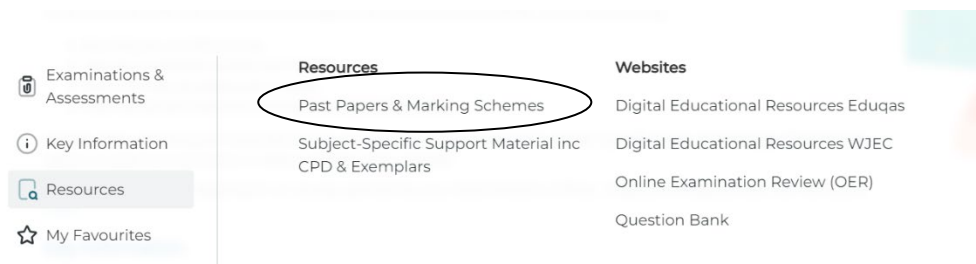 Examinations &
Assessments
Key Information
Resources
My Favourites
Resources
Past Papers & Marking Schemes
Subject-Specific Support Material inc
CPD & Exemplars
Websites
Digital Educational Resources Eduqas
Digital Educational Resources WJEC
Online Examination Review (OER)
Question Bank